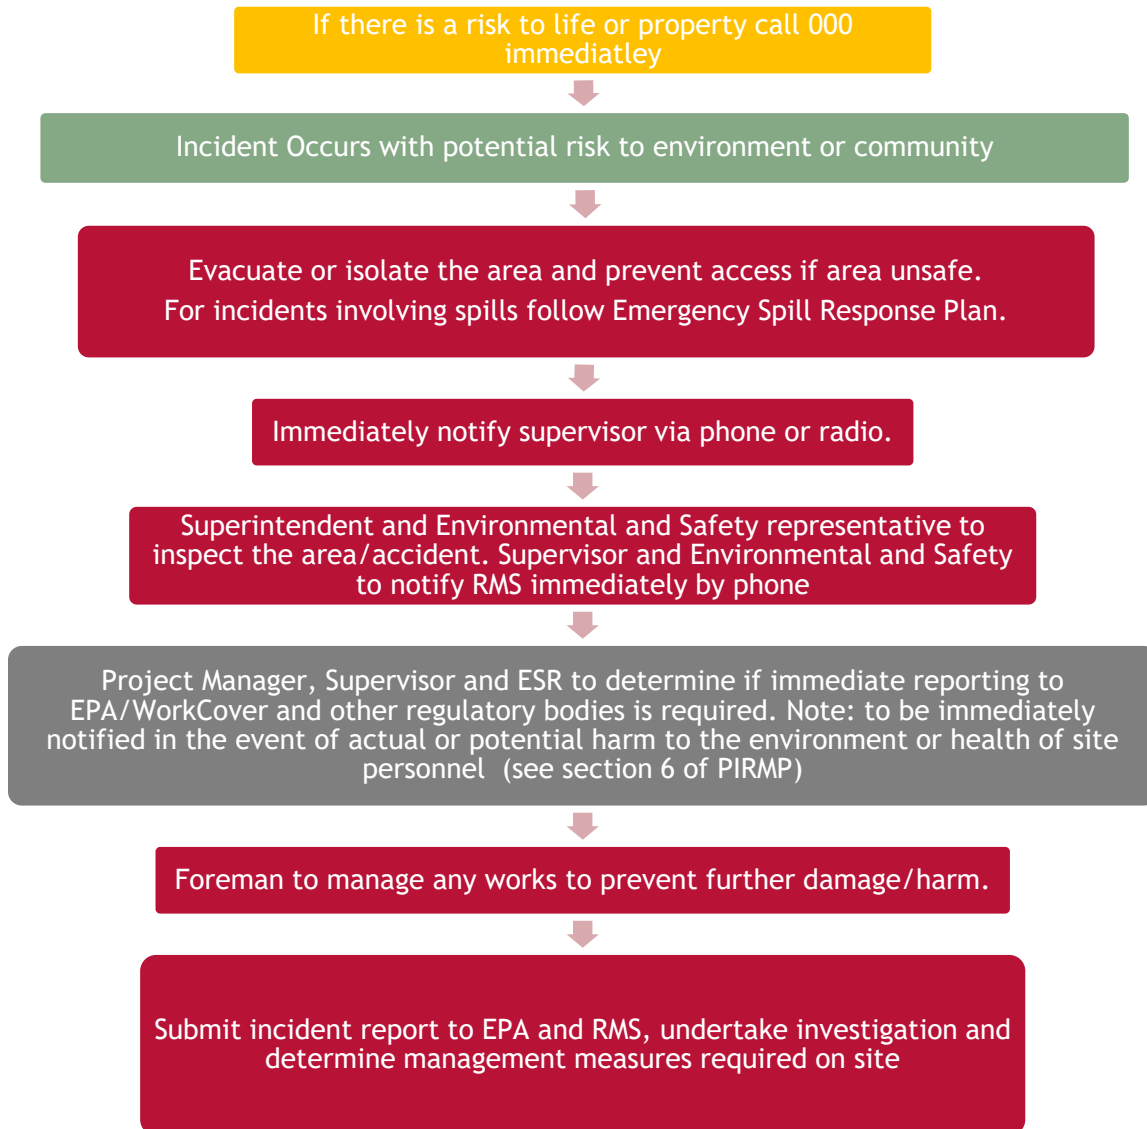 If there is a risk to life or property call 000
immediatley
Incident Occurs with potential risk to environment or community
Evacuate or isolate the area and prevent access if area unsafe.
For incidents involving spills follow Emergency Spill Response Plan.
Immediately notify supervisor via phone or radio.
Superintendent and Environmental and Safety representative to
inspect the area/accident. Supervisor and Environmental and Safety
to notify RMS immediately by phone
Project Manager, Supervisor and ESR to determine if immediate reporting to
EPA/WorkCover and other regulatory bodies is required. Note: to be immediately
notified in the event of actual or potential harm to the environment or health of site
personnel  (see section 6 of PIRMP)
Foreman to manage any works to prevent further damage/harm.
Submit incident report to EPA and RMS, undertake investigation and
determine management measures required on site